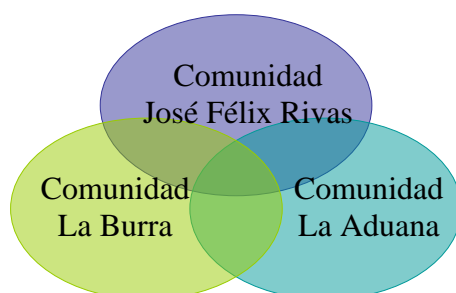 Comunidad
José Félix Rivas
Comunidad
La Burra
Comunidad
La Aduana